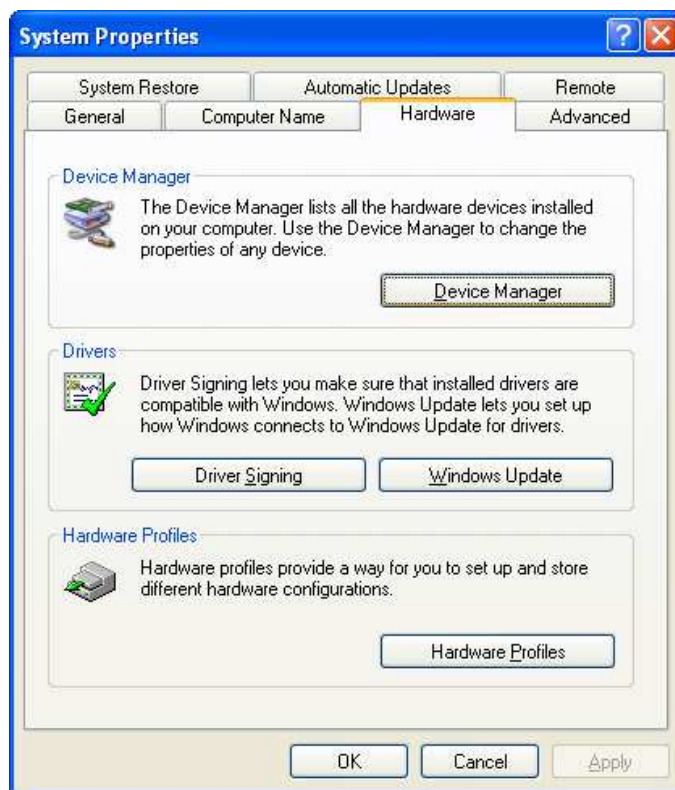 System Properties
System Restore
Automatic Updates
Remote
General
Computer Name
Hardware
Advanced
Device Manager
The Device Manager lists all the hardware devices installed
on your computer. Use the Device Manager to change the
properties of any device.
Device Manager
Drivers
Driver Signing lets you make sure that installed drivers are
compatible with Windows. Windows Update lets you set up
how Windows connects to Windows Update for drivers.
Driver Signing
Windows Update
Hardware Profiles
Hardware profiles provide a way for you to set up and store
different hardware configurations.
Hardware Profiles
OK
Cancel
Apply